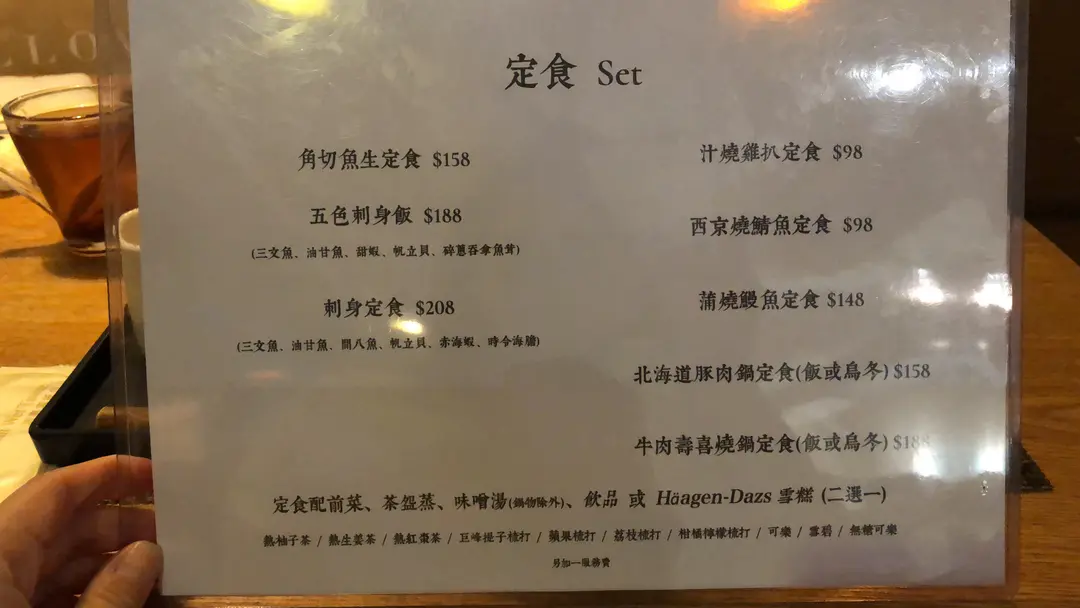 定食 Set
角切魚生定食 $158
五色刺身飯 $188
(三文魚、油甘魚、甜蝦、帆立貝、碎蔥吞拿魚茸)
刺身定食 $208
(三文魚、油甘魚、間八魚、帆立貝、赤海蝦、時令海膽)
汁燒雞扒定食 $98
西京燒鯖魚定食 $98
蒲燒鰻魚定食 $148
北海道豚肉鍋定食(飯或烏冬) $158
牛肉壽喜燒鍋定食(飯或烏冬) $188
定食配前菜、茶盌蒸、味噌湯(鍋物除外)、飲品 或 Häagen-Dazs 雪糕 (二選一)
熱柚子茶 / 熱生姜茶 / 熱紅棗茶 / 巨峰提子梳打 / 蘋果梳打 / 荔枝梳打 / 柑橘檸檬梳打 / 可樂 / 雪碧 / 無糖可樂
另加一服務費